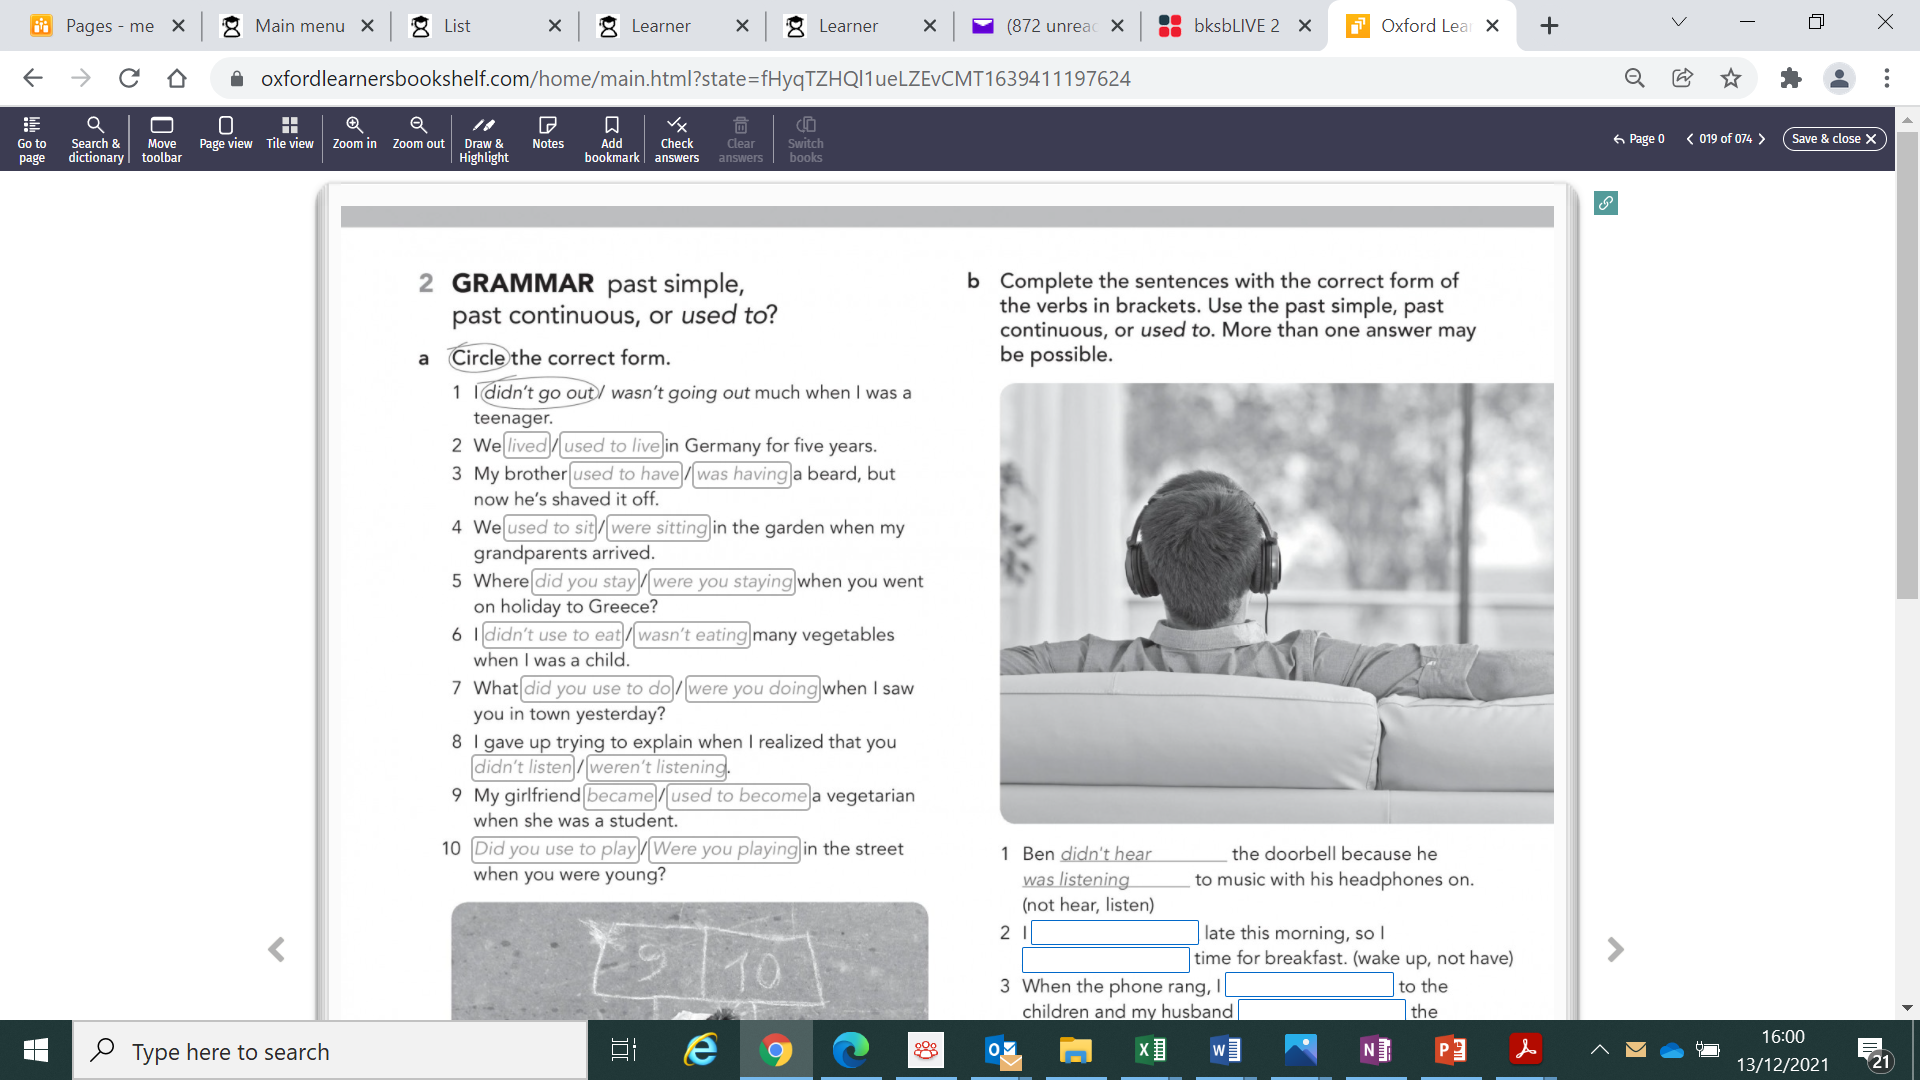 Pages - me
Main menu
List
Learner
Learner
(872 unrea
bksbLIVE 2
Oxford Lea
oxfordlearnersbookshelf.com/home/main.html?state=fHyqTZHQl1ueLZEvCMT1639411197624
Go to page
Search & dictionary
Move toolbar
Page view
Tile view
Zoom in
Zoom out
Draw & Highlight
Notes
Add bookmark
Check answers
Clear answers
Switch books
Page 0
019 of 074
Save & close
2 GRAMMAR past simple,
past continuous, or used to?
a Circle the correct form.
1 I didn't go out / wasn't going out much when I was a
teenager.
2 We lived / used to live in Germany for five years.
3 My brother used to have / was having a beard, but
now he's shaved it off.
4 We used to sit / were sitting in the garden when my
grandparents arrived.
5 Where did you stay / were you staying when you went
on holiday to Greece?
6 I didn't use to eat / wasn't eating many vegetables
when I was a child.
7 What did you use to do / were you doing when I saw
you in town yesterday?
8 I gave up trying to explain when I realized that you
didn't listen / weren't listening.
9 My girlfriend became / used to become a vegetarian
when she was a student.
10 Did you use to play / Were you playing in the street
when you were young?
9 10
b Complete the sentences with the correct form of
the verbs in brackets. Use the past simple, past
continuous, or used to. More than one answer may
be possible.
1 Ben didn't hear the doorbell because he
was listening to music with his headphones on.
(not hear, listen)
2 I late this morning, so I
time for breakfast. (wake up, not have)
3 When the phone rang, I to the
children and my husband the
Type here to search
16:00
13/12/2021
21